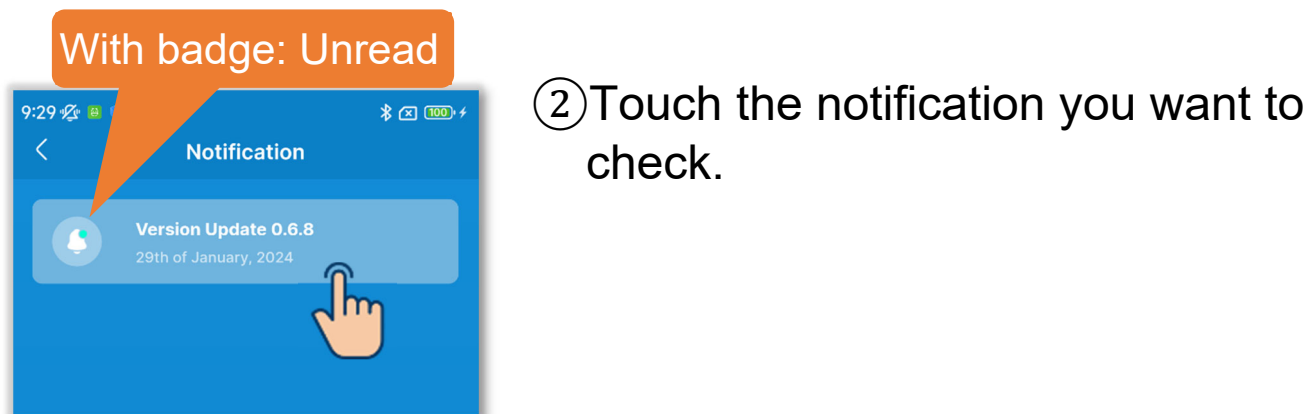 With badge: Unread
9:29
100
Notification
Version Update 0.6.8
29th of January, 2024
②Touch the notification you want to
check.